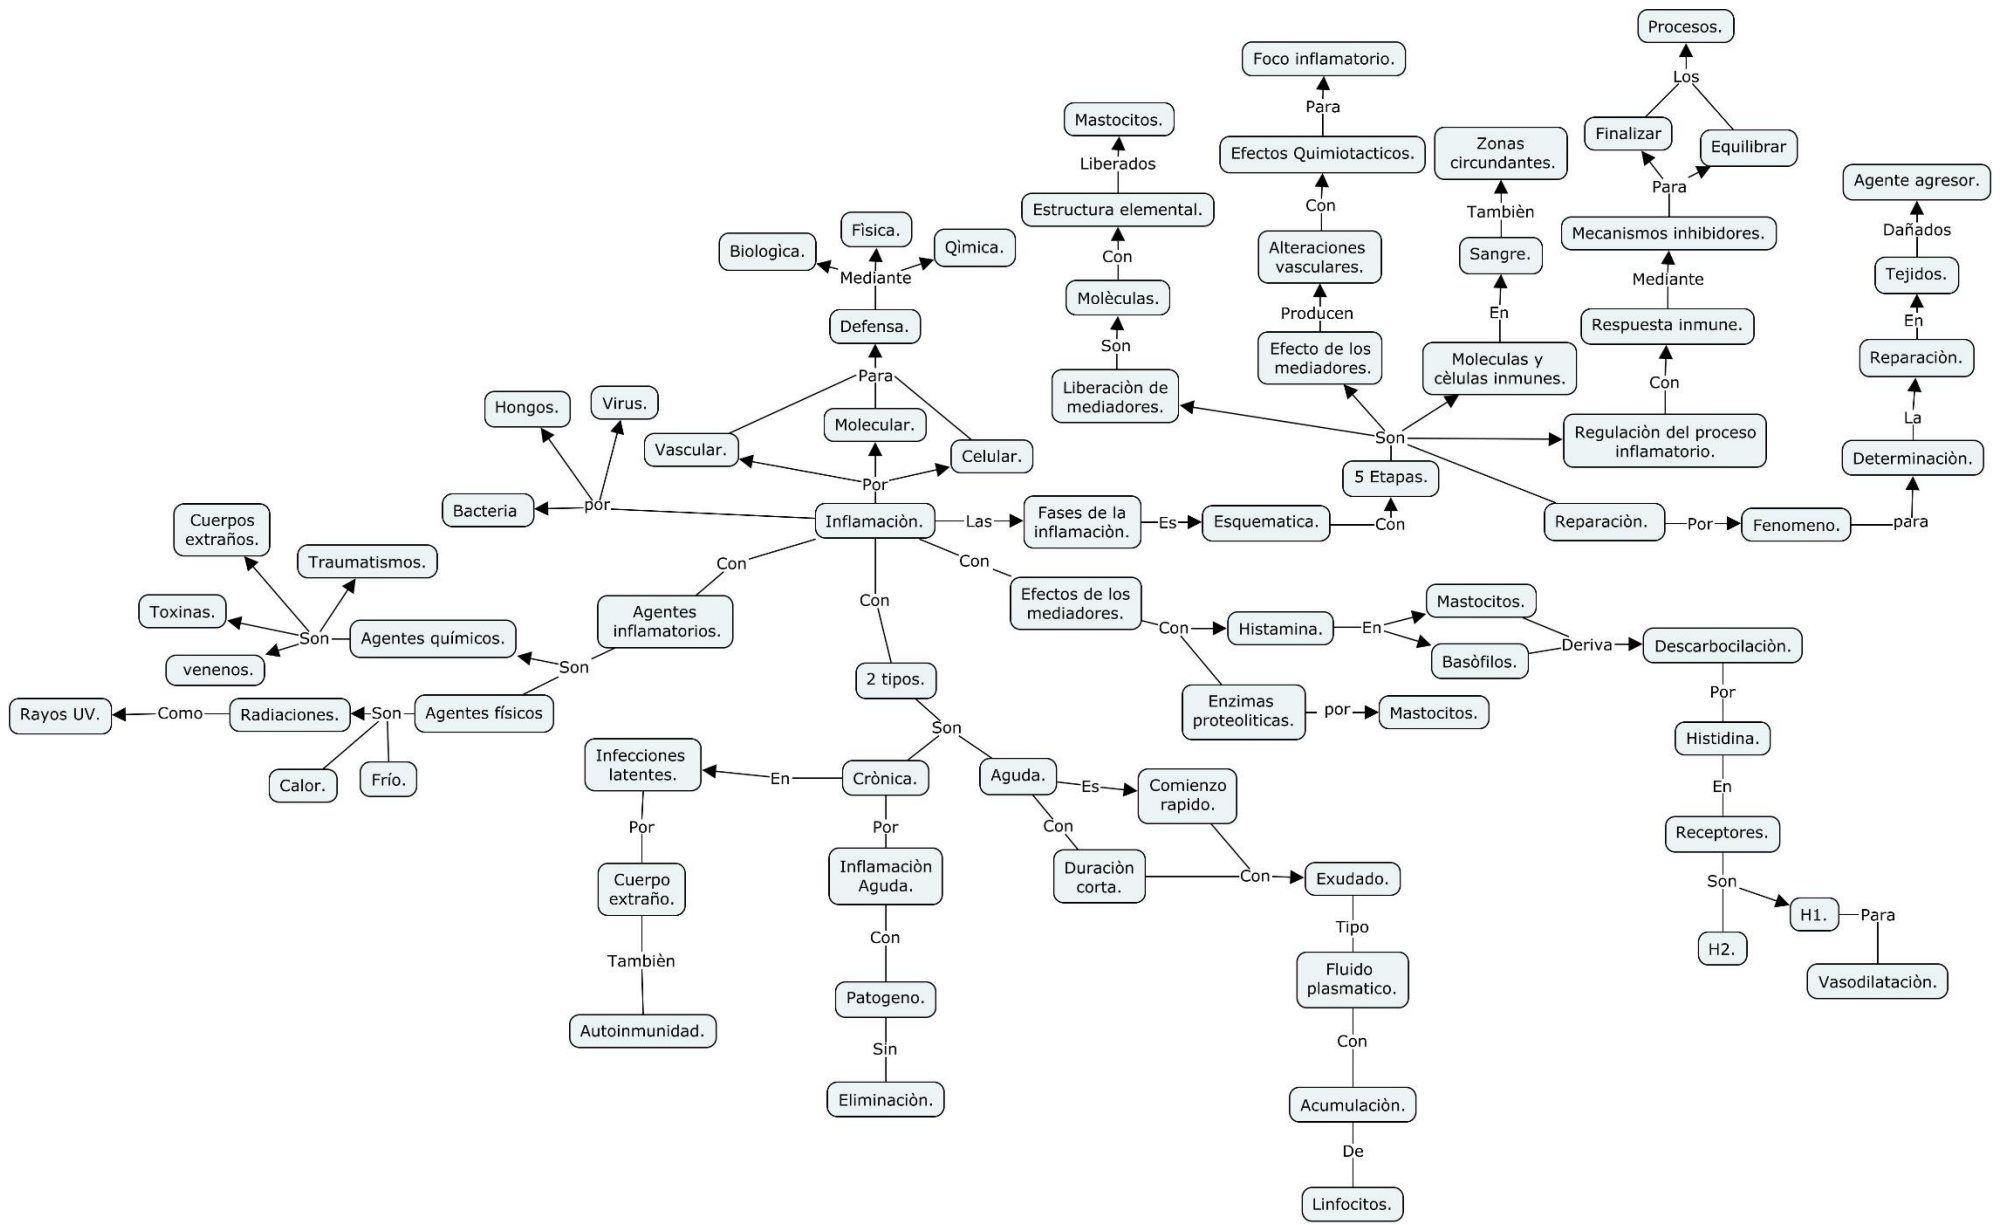 Procesos.
Los
Finalizar
Equilibrar
Para
Mecanismos inhibidores.
Mediante
Respuesta inmune.
Con
Regulaciòn del proceso
inflamatorio.
Foco inflamatorio.
Para
Efectos Quimiotacticos.
Con
Alteraciones
vasculares.
Producen
Efecto de los
mediadores.
Mastocitos.
Liberados
Estructura elemental.
Con
Molèculas.
Son
Liberaciòn de
mediadores.
Zonas
circundantes.
Tambièn
Sangre.
En
Moleculas y
cèlulas inmunes.
Agente agresor.
Dañados
Tejidos.
En
Reparaciòn.
La
Determinaciòn.
Son
5 Etapas.
Biologìca.
Fìsica.
Qìmica.
Mediante
Defensa.
Para
Vascular.
Molecular.
Celular.
Por
Hongos.
Virus.
Bacteria
por
Inflamaciòn.
Las
Fases de la
inflamaciòn.
Es
Esquematica.
Con
Reparaciòn.
Por
Fenomeno.
para
Cuerpos
extraños.
Traumatismos.
Toxinas.
venenos.
Son
Agentes químicos.
Con
Agentes
inflamatorios.
Son
Rayos UV.
Como
Radiaciones.
Son
Agentes físicos
Calor.
Frío.
Con
2 tipos.
Son
Con
Efectos de los
mediadores.
Con
Histamina.
En
Mastocitos.
Basòfilos.
Deriva
Descarbocilaciòn.
Enzimas
proteoliticas.
por
Mastocitos.
Por
Histidina.
En
Receptores.
Son
H1.
Para
H2.
Vasodilataciòn.
Infecciones
latentes.
En
Crònica.
Aguda.
Es
Comienzo
rapido.
Por
Cuerpo
extraño.
Tambièn
Autoinmunidad.
Por
Inflamaciòn
Aguda.
Con
Patogeno.
Sin
Eliminaciòn.
Con
Duraciòn
corta.
Con
Exudado.
Tipo
Fluido
plasmatico.
Con
Acumulaciòn.
De
Linfocitos.